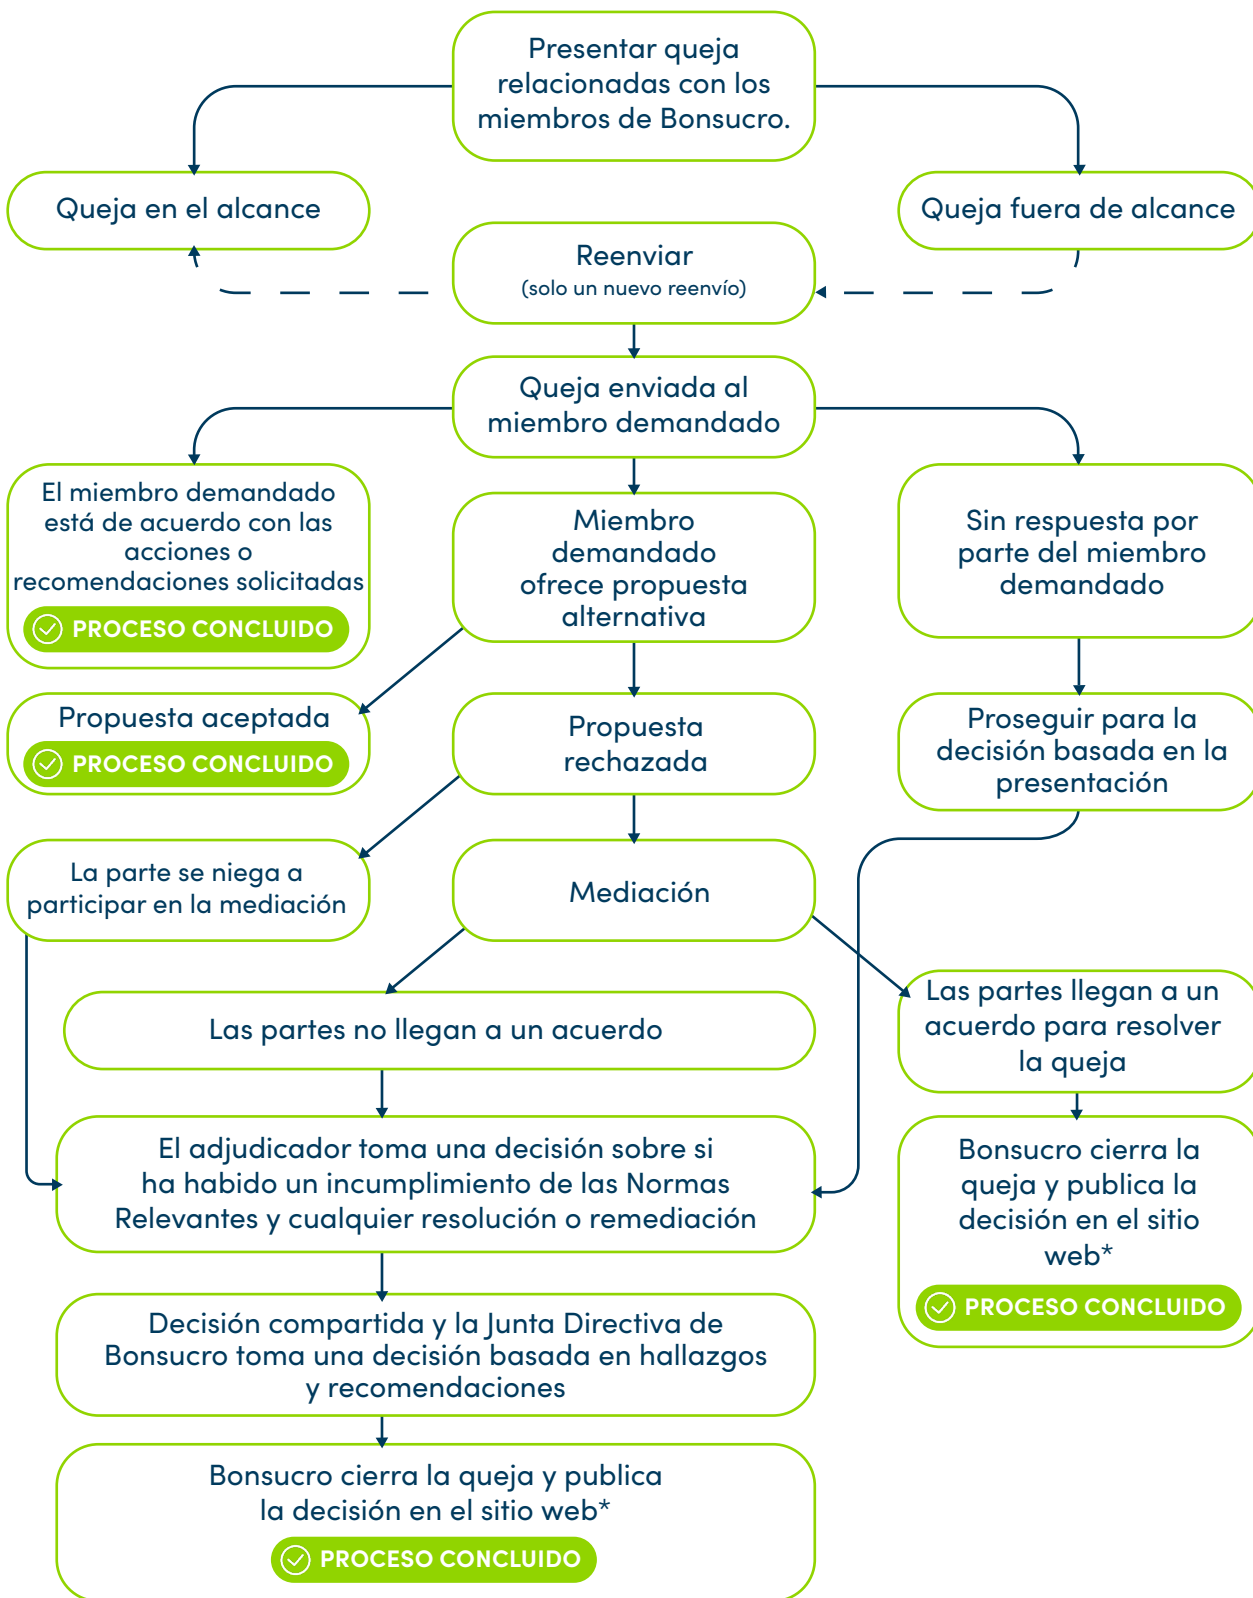 Presentar queja
relacionadas con los
miembros de Bonsucro.
Queja en el alcance
Queja fuera de alcance
Reenviar
(solo un nuevo reenvío)
Queja enviada al
miembro demandado
El miembro demandado
está de acuerdo con las
acciones o
recomendaciones solicitadas
PROCESO CONCLUIDO
Miembro
demandado
ofrece propuesta
alternativa
Sin respuesta por
parte del miembro
demandado
Propuesta aceptada
PROCESO CONCLUIDO
Propuesta
rechazada
Proseguir para la
decisión basada en la
presentación
La parte se niega a
participar en la mediación
Mediación
Las partes no llegan a un acuerdo
Las partes llegan a un
acuerdo para resolver
la queja
El adjudicador toma una decisión sobre si
ha habido un incumplimiento de las Normas
Relevantes y cualquier resolución o remediación
Bonsucro cierra la
queja y publica la
decisión en el sitio
web*
PROCESO CONCLUIDO
Decisión compartida y la Junta Directiva de
Bonsucro toma una decisión basada en hallazgos
y recomendaciones
Bonsucro cierra la queja y publica
la decisión en el sitio web*
PROCESO CONCLUIDO